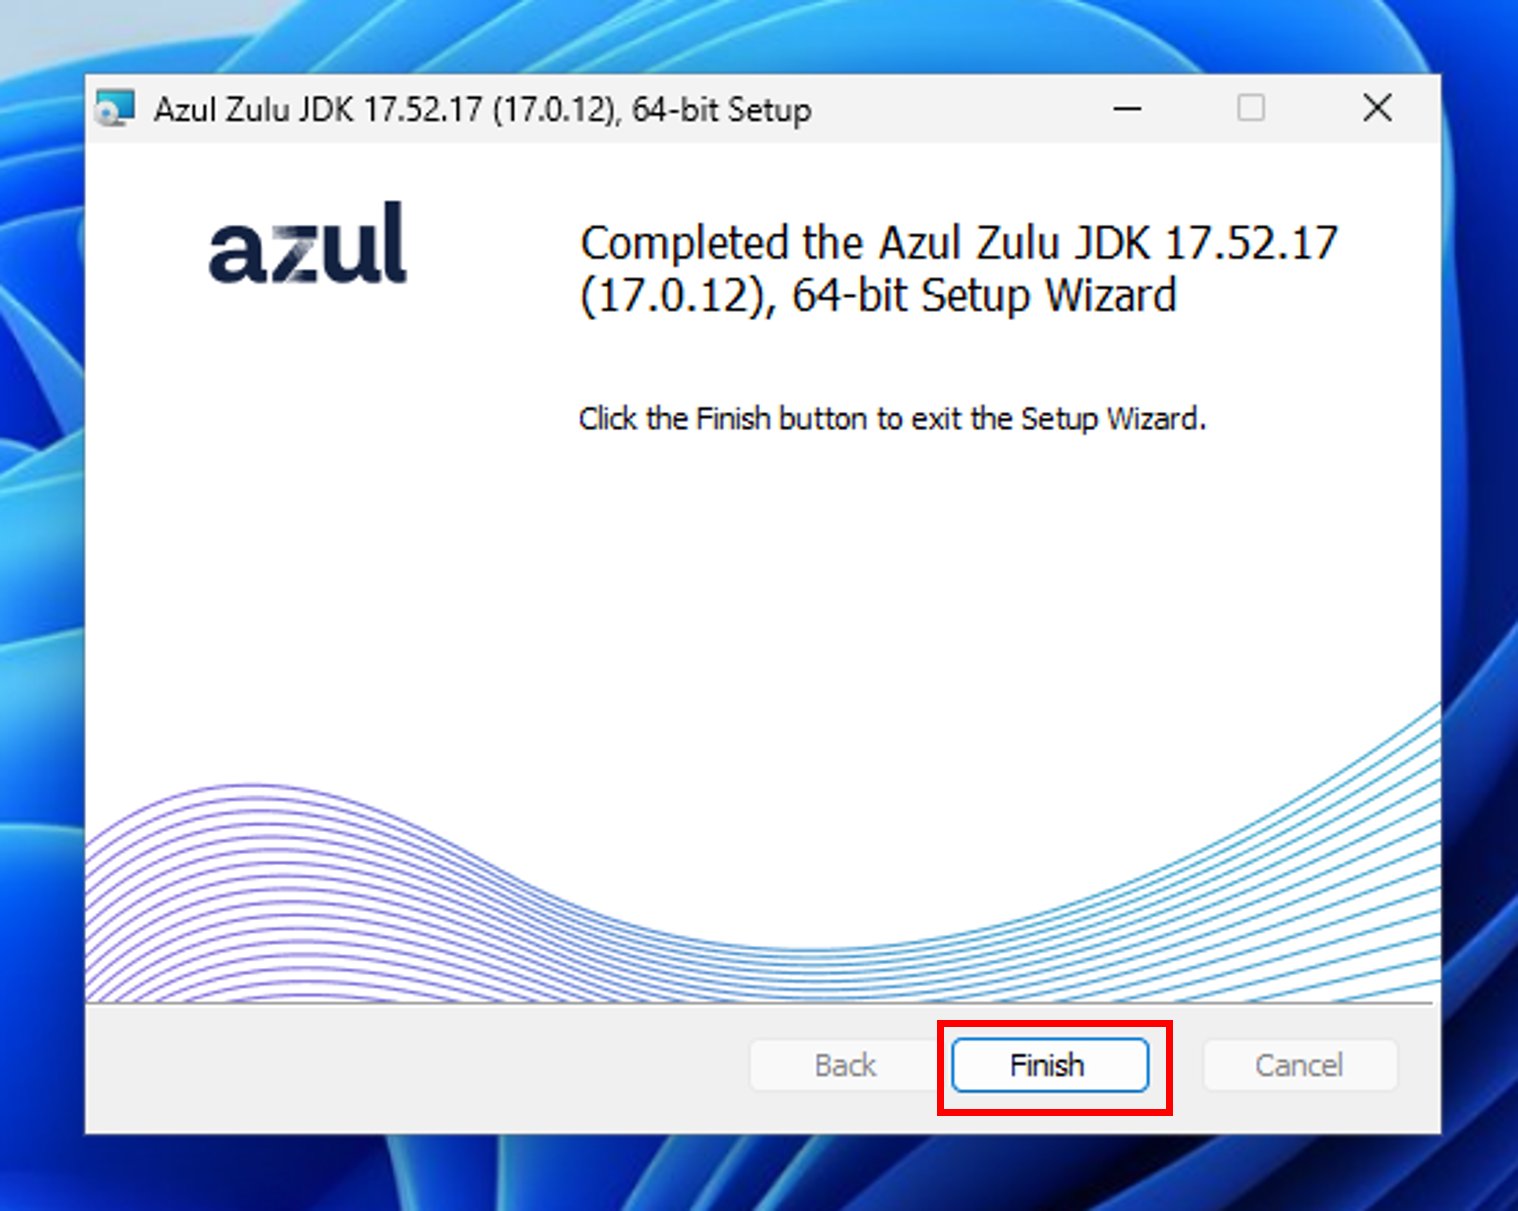 Azul Zulu JDK 17.52.17 (17.0.12), 64-bit Setup
azul
Completed the Azul Zulu JDK 17.52.17
(17.0.12), 64-bit Setup Wizard
Click the Finish button to exit the Setup Wizard.
Back
Finish
Cancel